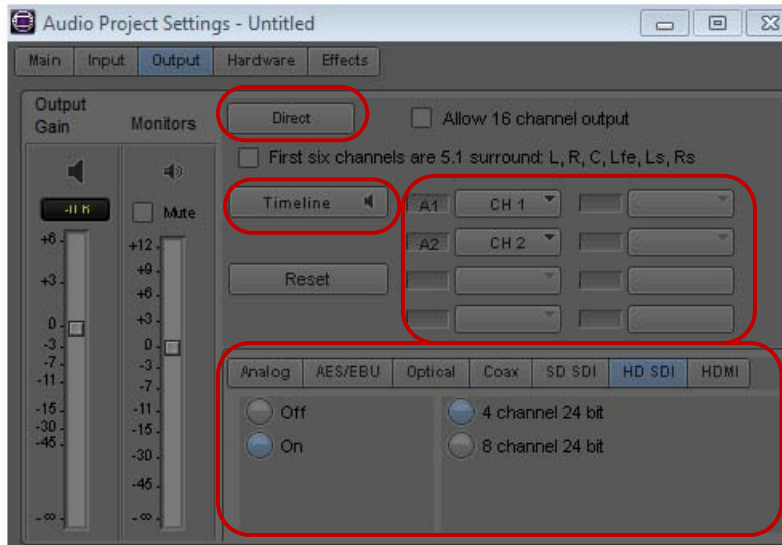 Audio Project Settings - Untitled
Main Input Output Hardware Effects
Output Gain
Monitors
Direct
Allow 16 channel output
First six channels are 5.1 surround: L, R, C, Lfe, Ls, Rs
Mute
Timeline
A1 CH 1
A2 CH 2
Reset
+6
+3
0
-3
-7
-11
-15
-30
-45
-∞
+12
+9
+6
+3
0
-3
-7
-11
-15
-30
-45
-∞
Analog AES/EBU Optical Coax SD SDI HD SDI HDMI
Off
On
4 channel 24 bit
8 channel 24 bit